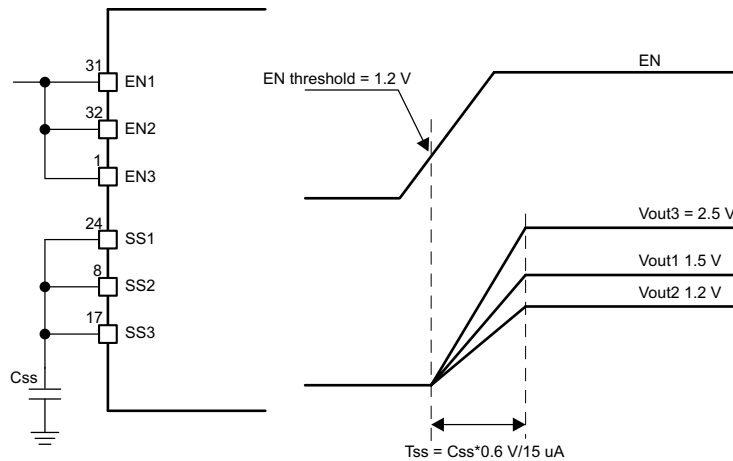 31
EN1
32
EN2
1
EN3
24
SS1
8
SS2
17
SS3
Css
EN threshold = 1.2 V
EN
Vout3 = 2.5 V
Vout1 1.5 V
Vout2 1.2 V
Tss = Css*0.6 V/15 uA